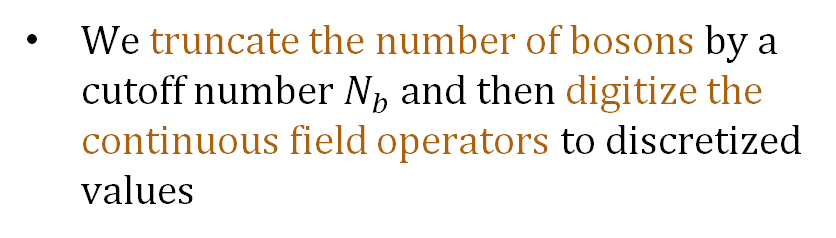 • We truncate the number of bosons by a
cutoff number N_b and then digitize the
continuous field operators to discretized
values